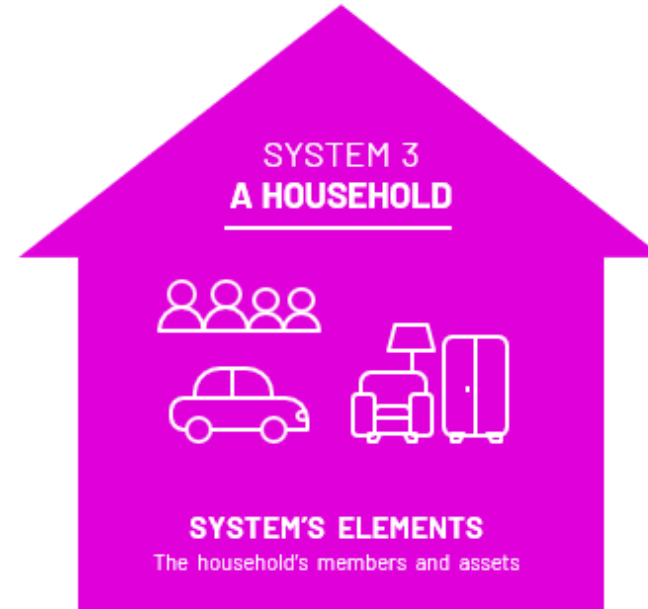 SYSTEM 3
A HOUSEHOLD
SYSTEM'S ELEMENTS
The household's members and assets